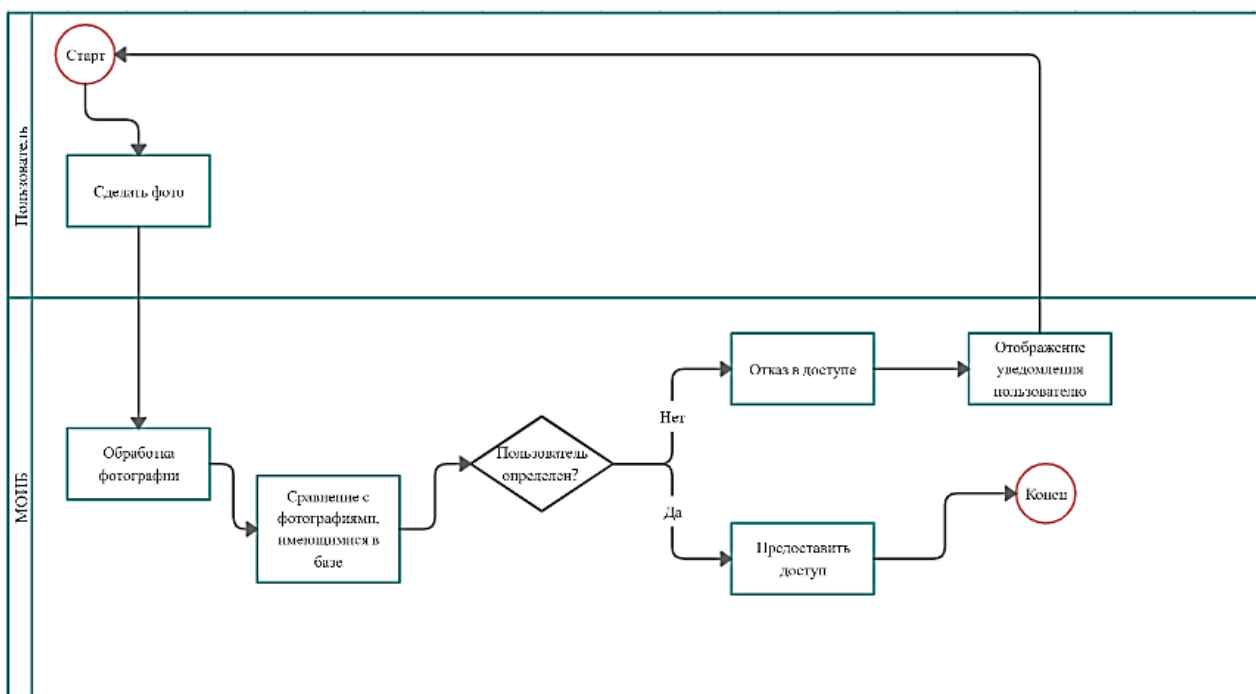 Пользователь
Старт
Сделать фото
МОИБ
Обработка
фотографии
Сравнение с
фотографиями,
имеющимися в
базе
Пользователь
определен?
Нет
Да
Отказ в доступе
Отображение
уведомления
пользователю
Предоставить
доступ
Конец